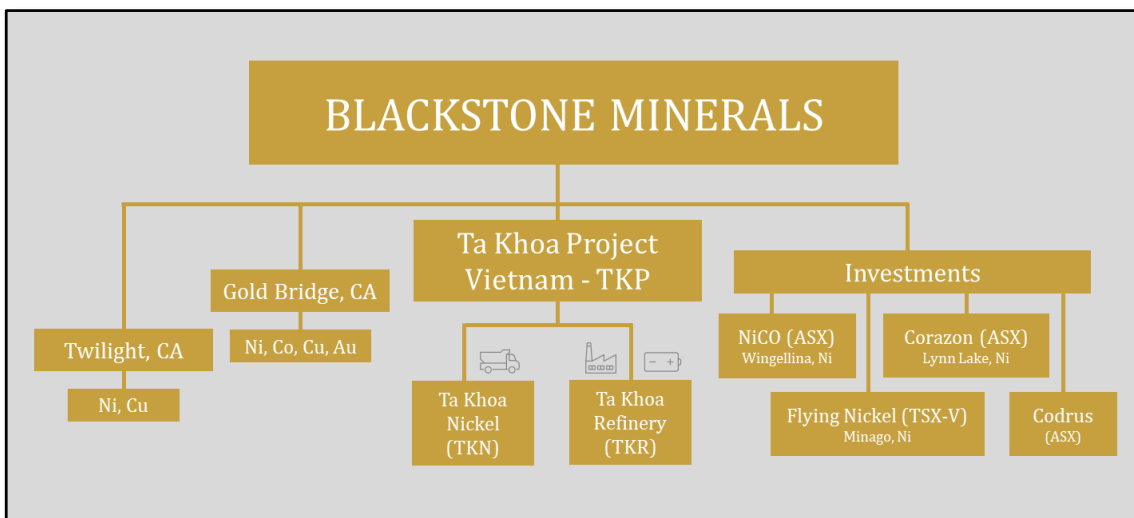 BLACKSTONE MINERALS
Twilight, CA
Ni, Cu
Gold Bridge, CA
Ni, Co, Cu, Au
Ta Khoa Project
Vietnam - TKP
Ta Khoa
Nickel
(TKN)
Ta Khoa
Refinery
(TKR)
Investments
NiCO (ASX)
Wingellina, Ni
Flying Nickel (TSX-V)
Minago, Ni
Corazon (ASX)
Lynn Lake, Ni
Codrus
(ASX)